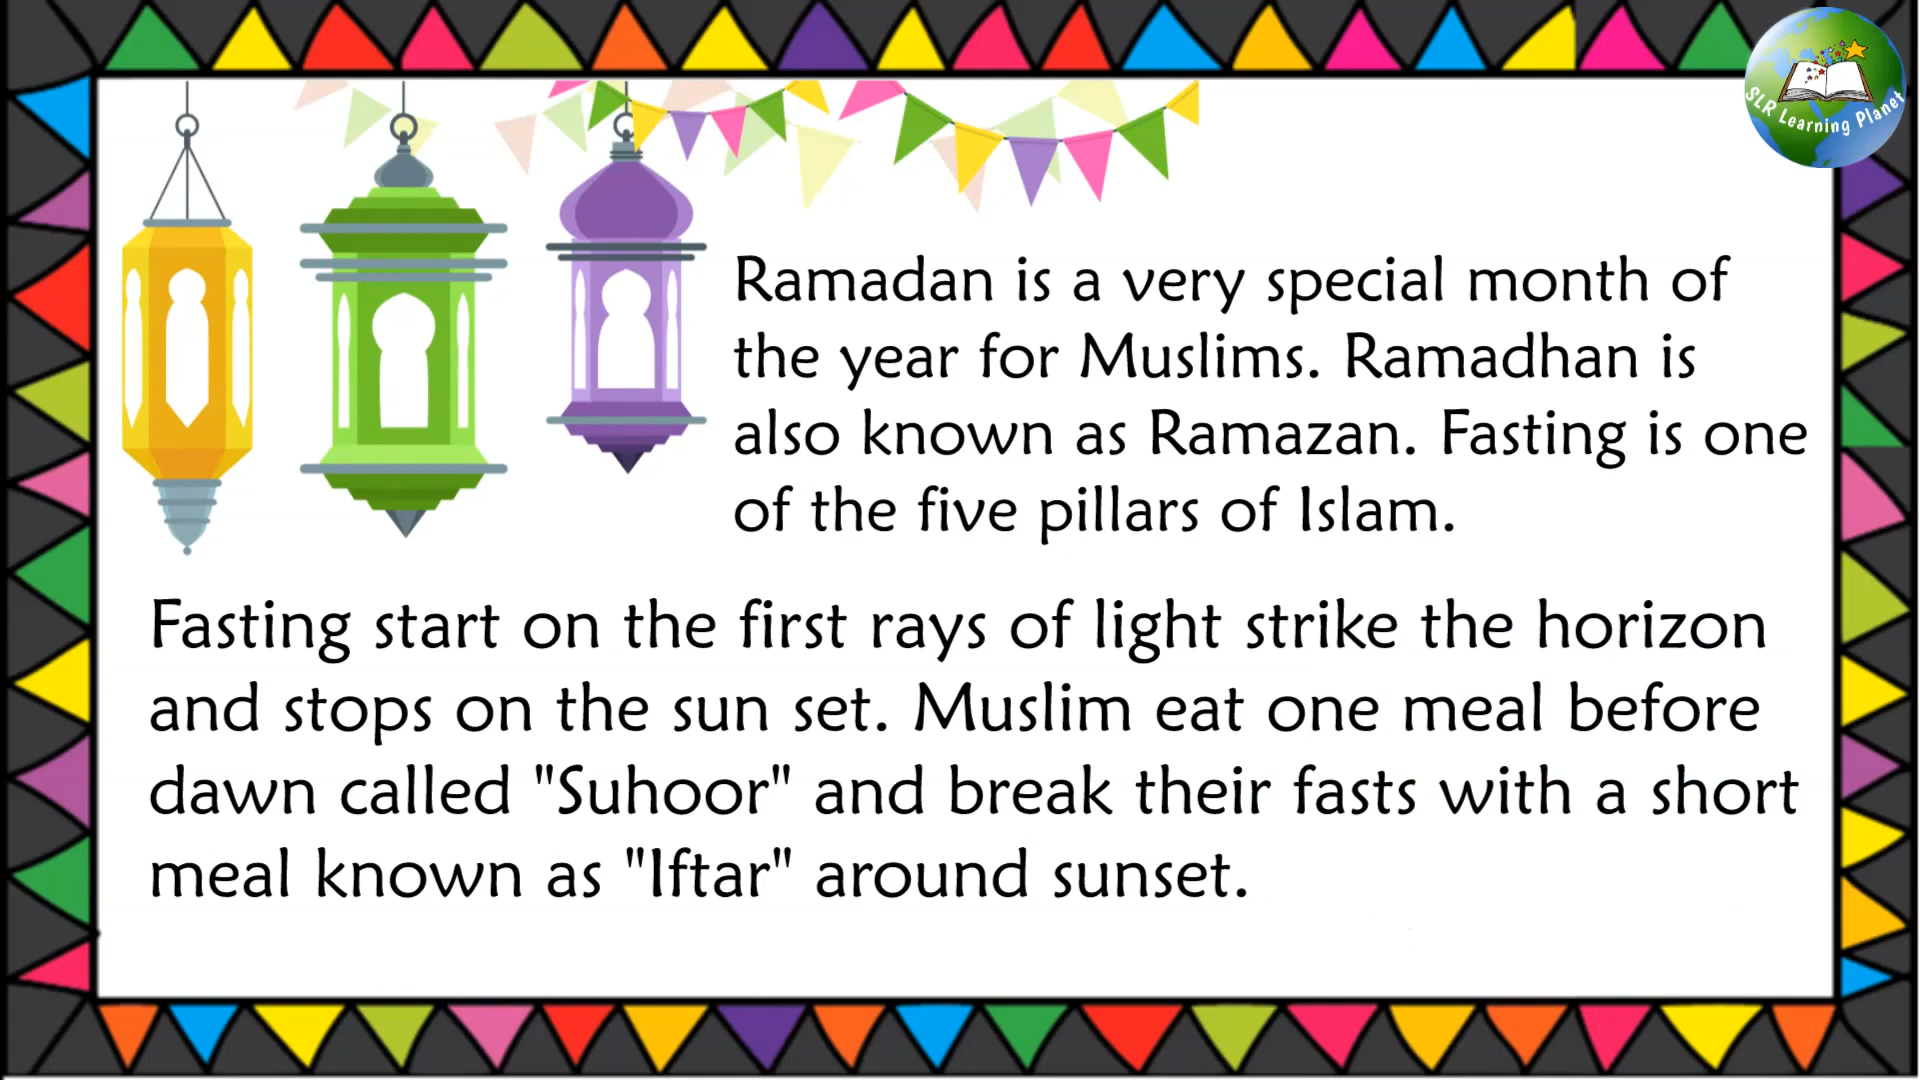 SLR Learning Planet
Ramadan is a very special month of
the year for Muslims. Ramadhan is
also known as Ramazan. Fasting is one
of the five pillars of Islam.
Fasting start on the first rays of light strike the horizon
and stops on the sun set. Muslim eat one meal before
dawn called "Suhoor" and break their fasts with a short
meal known as "Iftar" around sunset.